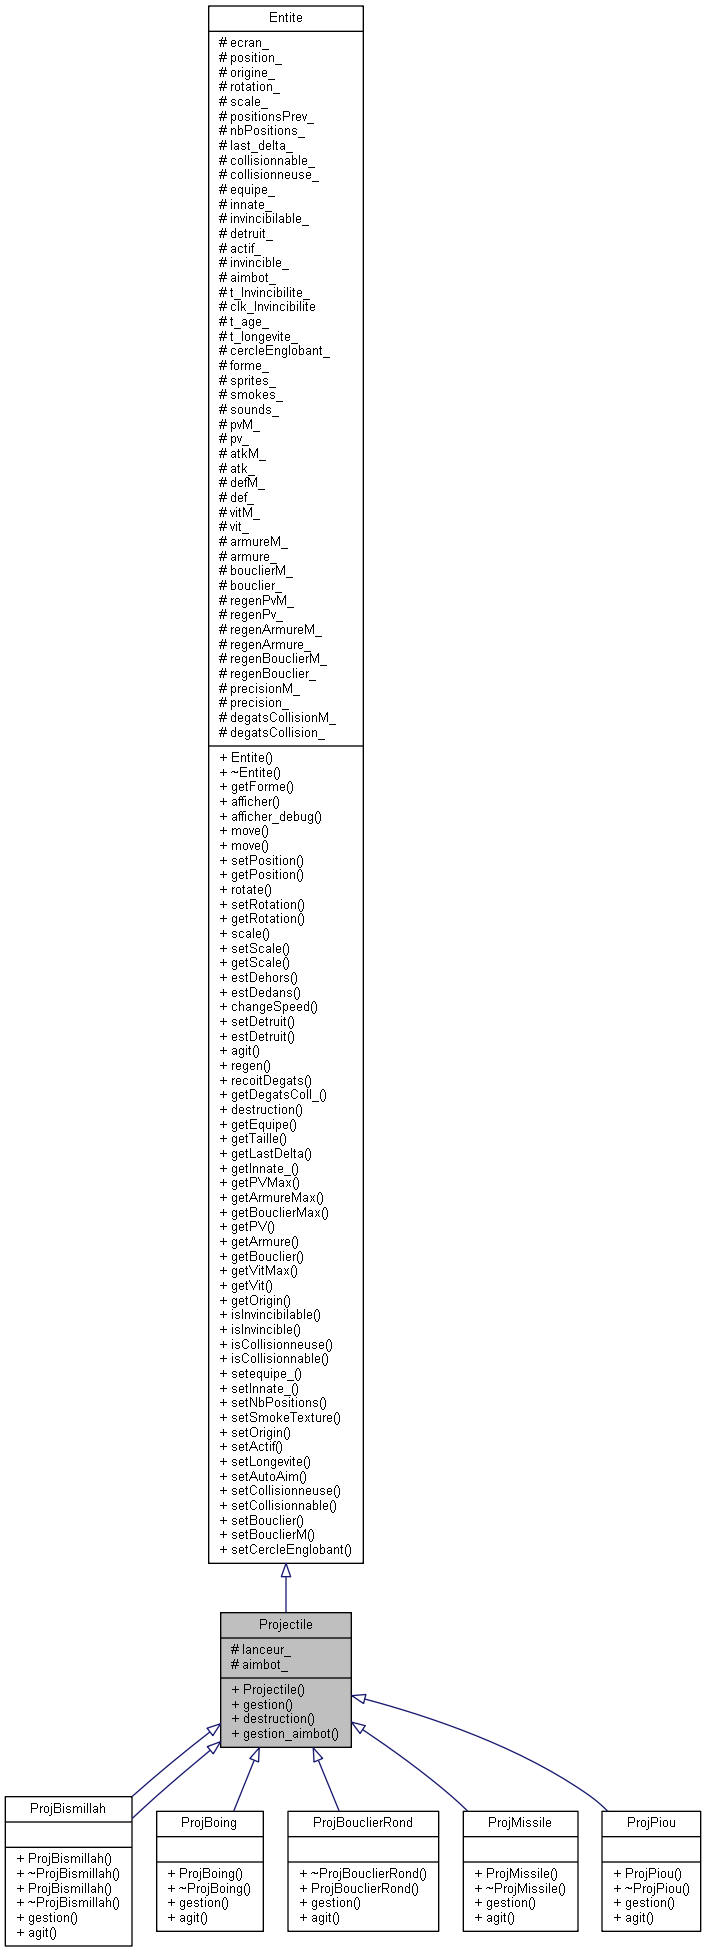 Entite
# ecran_
# position_
# origine_
# rotation_
# scale_
# positionsPrev_
# nbPositions_
# last_delta_
# collisionnable_
# collisionneuse_
# equipe_
# innate_
# invincibilable_
# detruit_
# actif_
# invincible_
# aimbot_
# t_Invincibilite_
# clk_Invincibilite
# t_age_
# t_longevite_
# cercleEnglobant_
# forme_
# sprites_
# smokes_
# sounds_
# pvM_
# pv_
# atkM_
# atk_
# defM_
# def_
# vitM_
# vit_
# armureM_
# armure_
# bouclierM_
# bouclier_
# regenPvM_
# regenPv_
# regenArmureM_
# regenArmure_
# regenBouclierM_
# regenBouclier_
# precisionM_
# precision_
# degatsCollisionM_
# degatsCollision_
+ Entite()
+ ~Entite()
+ getForme()
+ afficher()
+ afficher_debug()
+ move()
+ move()
+ setPosition()
+ getPosition()
+ rotate()
+ setRotation()
+ getRotation()
+ scale()
+ setScale()
+ getScale()
+ estDehors()
+ estDedans()
+ changeSpeed()
+ setDetruit()
+ estDetruit()
+ agit()
+ regen()
+ recoitDegats()
+ getDegatsColl_()
+ destruction()
+ getEquipe()
+ getTaille()
+ getLastDelta()
+ getInnate_()
+ getPVMax()
+ getArmureMax()
+ getBouclierMax()
+ getPV()
+ getArmure()
+ getBouclier()
+ getVitMax()
+ getVit()
+ getOrigin()
+ isInvincibilable()
+ isInvincible()
+ isCollisionneuse()
+ isCollisionnable()
+ setequipe_()
+ setInnate_()
+ setNbPositions()
+ setSmokeTexture()
+ setOrigin()
+ setActif()
+ setLongevite()
+ setAutoAim()
+ setCollisionneuse()
+ setCollisionnable()
+ setBouclier()
+ setBouclierM()
+ setCercleEnglobant()
Projectile
# lanceur_
# aimbot_
+ Projectile()
+ gestion()
+ destruction()
+ gestion_aimbot()
ProjBismillah
+ ProjBismillah()
+ ~ProjBismillah()
+ ProjBismillah()
+ ~ProjBismillah()
+ gestion()
+ agit()
ProjBoing
+ ProjBoing()
+ ~ProjBoing()
+ gestion()
+ agit()
ProjBouclierRond
+ ~ProjBouclierRond()
+ ProjBouclierRond()
+ gestion()
+ agit()
ProjMissile
+ ProjMissile()
+ ~ProjMissile()
+ gestion()
+ agit()
ProjPiou
+ ProjPiou()
+ ~ProjPiou()
+ gestion()
+ agit()